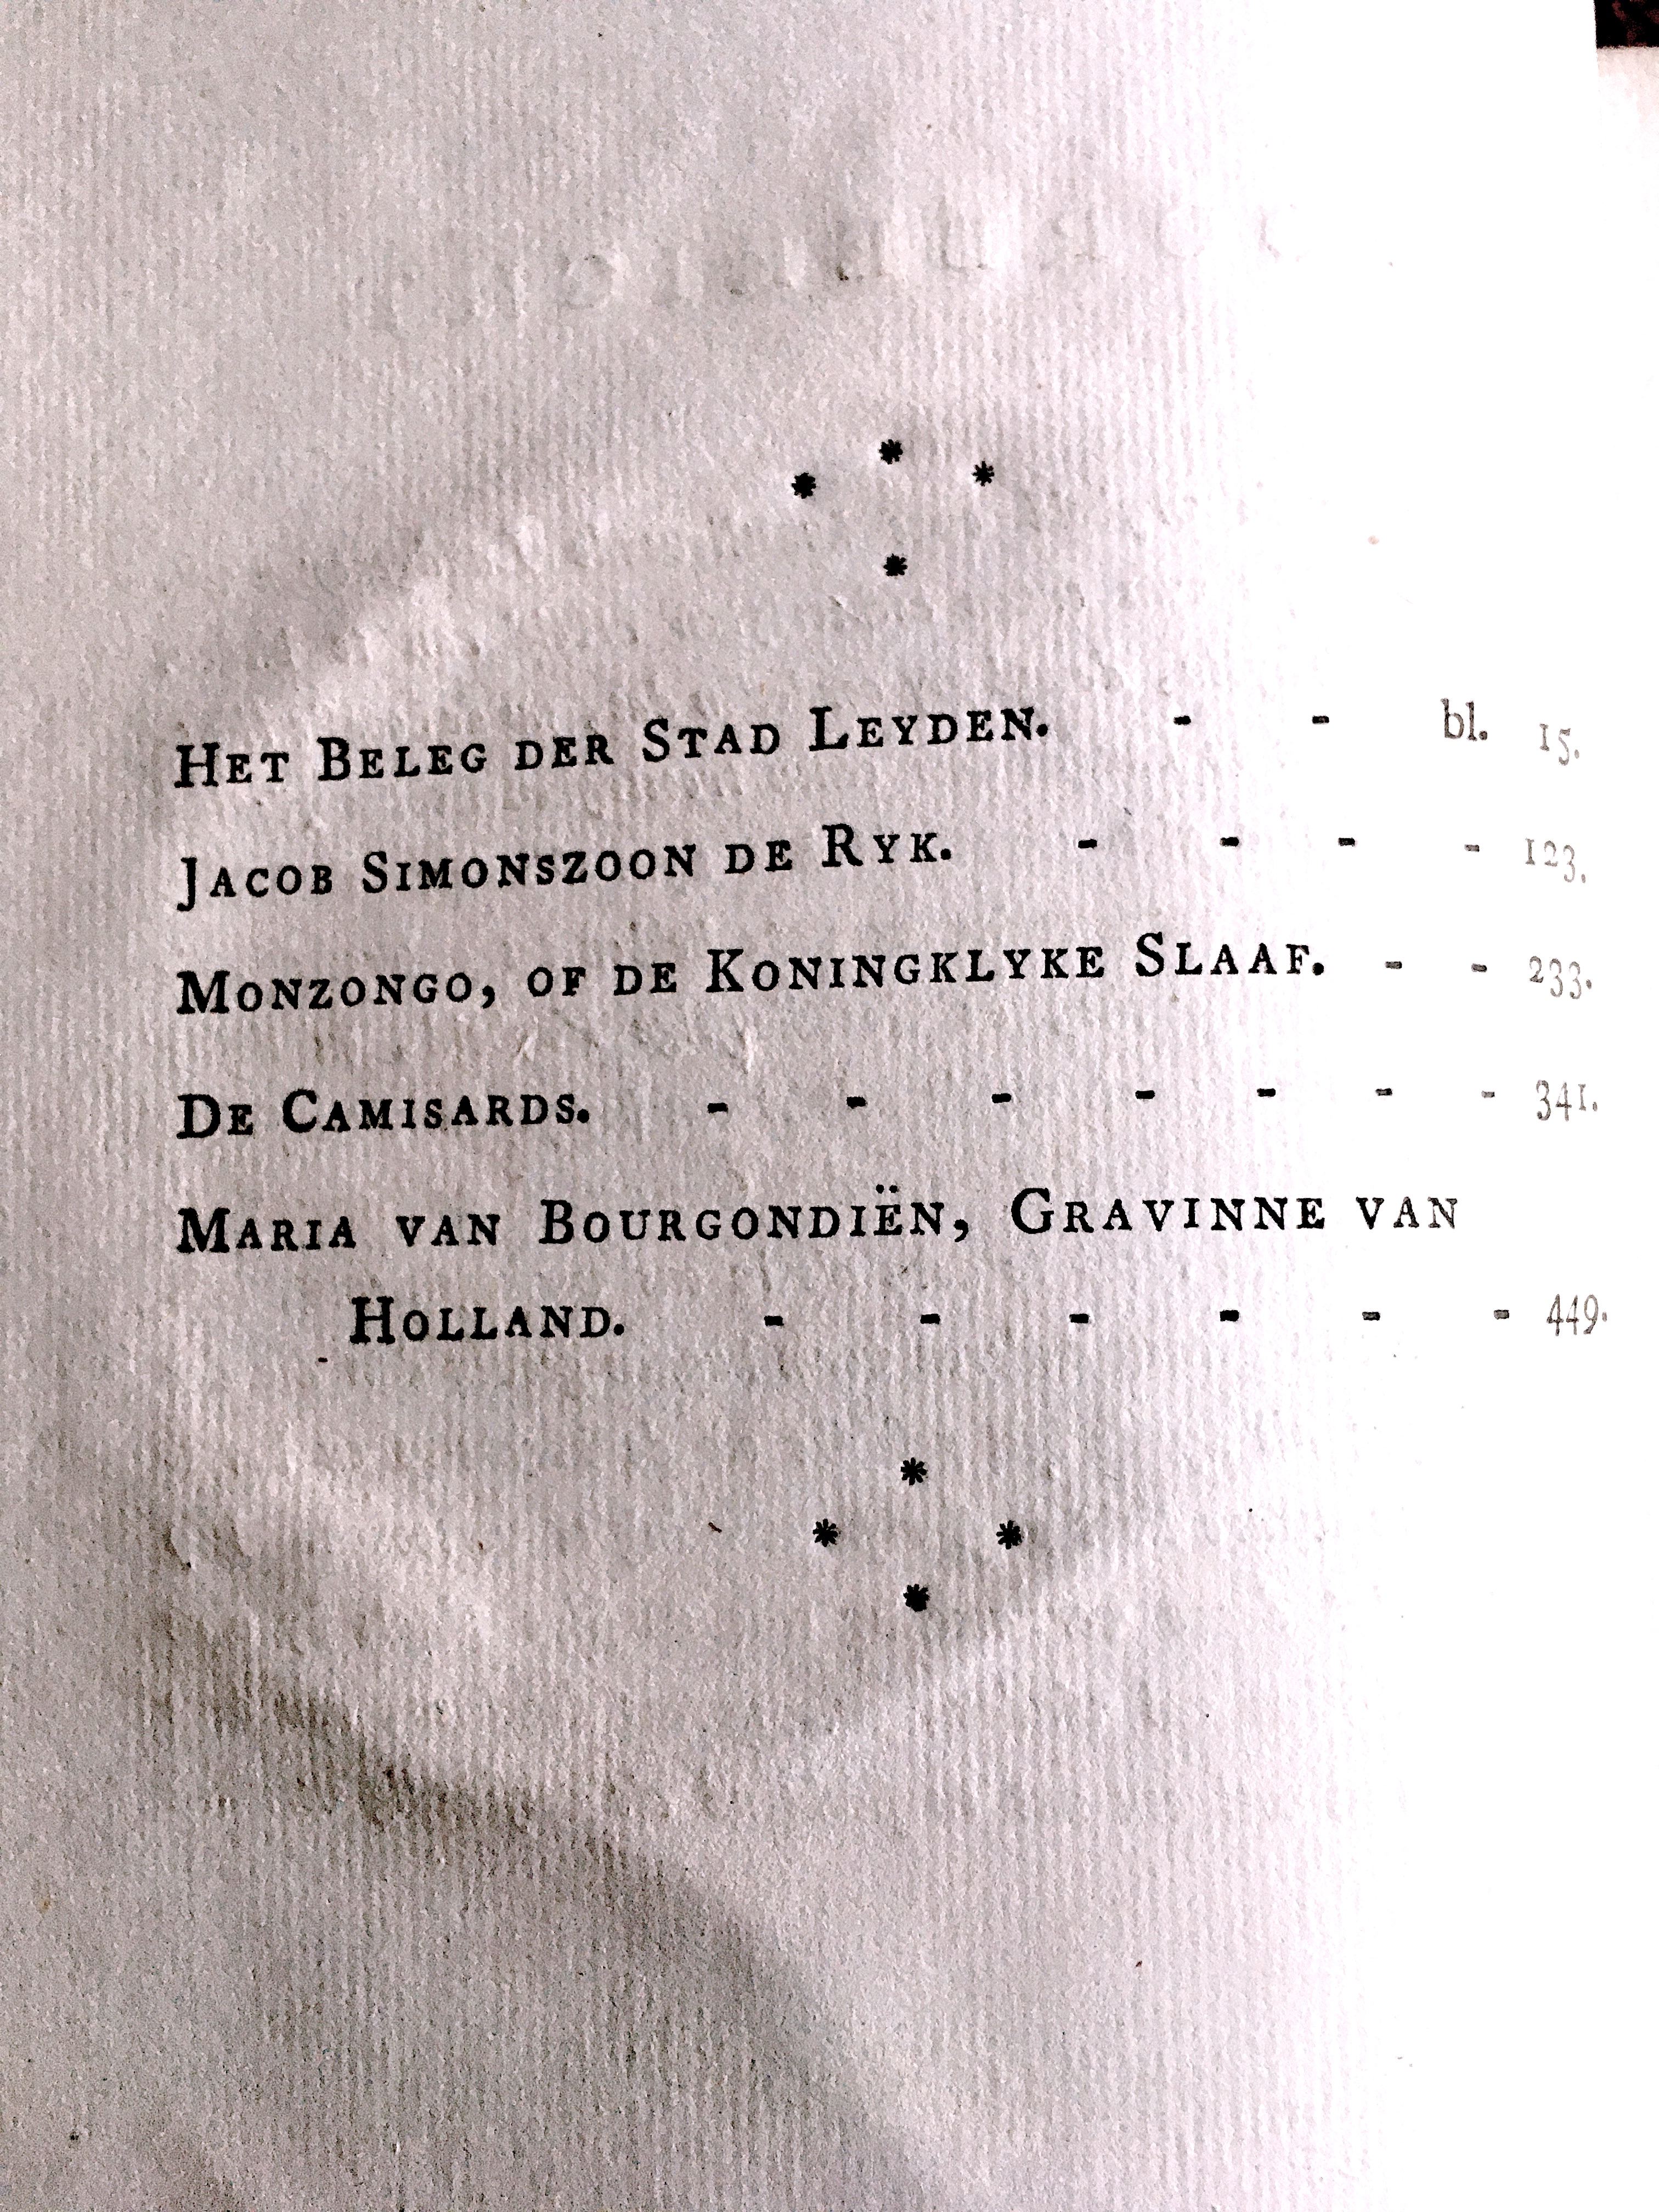 * * *
*
HET BELEG DER STAD LEYDEN. - - bl. 15.
JACOB SIMONSZOON DE RYK. - - - - 123.
MONZONGO, OF DE KONINGKLYKE SLAAF. - - 233.
DE CAMISARDS. - - - - - - - 341.
MARIA VAN BOURGONDIËN, GRAVINNE VAN
HOLLAND. - - - - - - 449.
*
* *
*